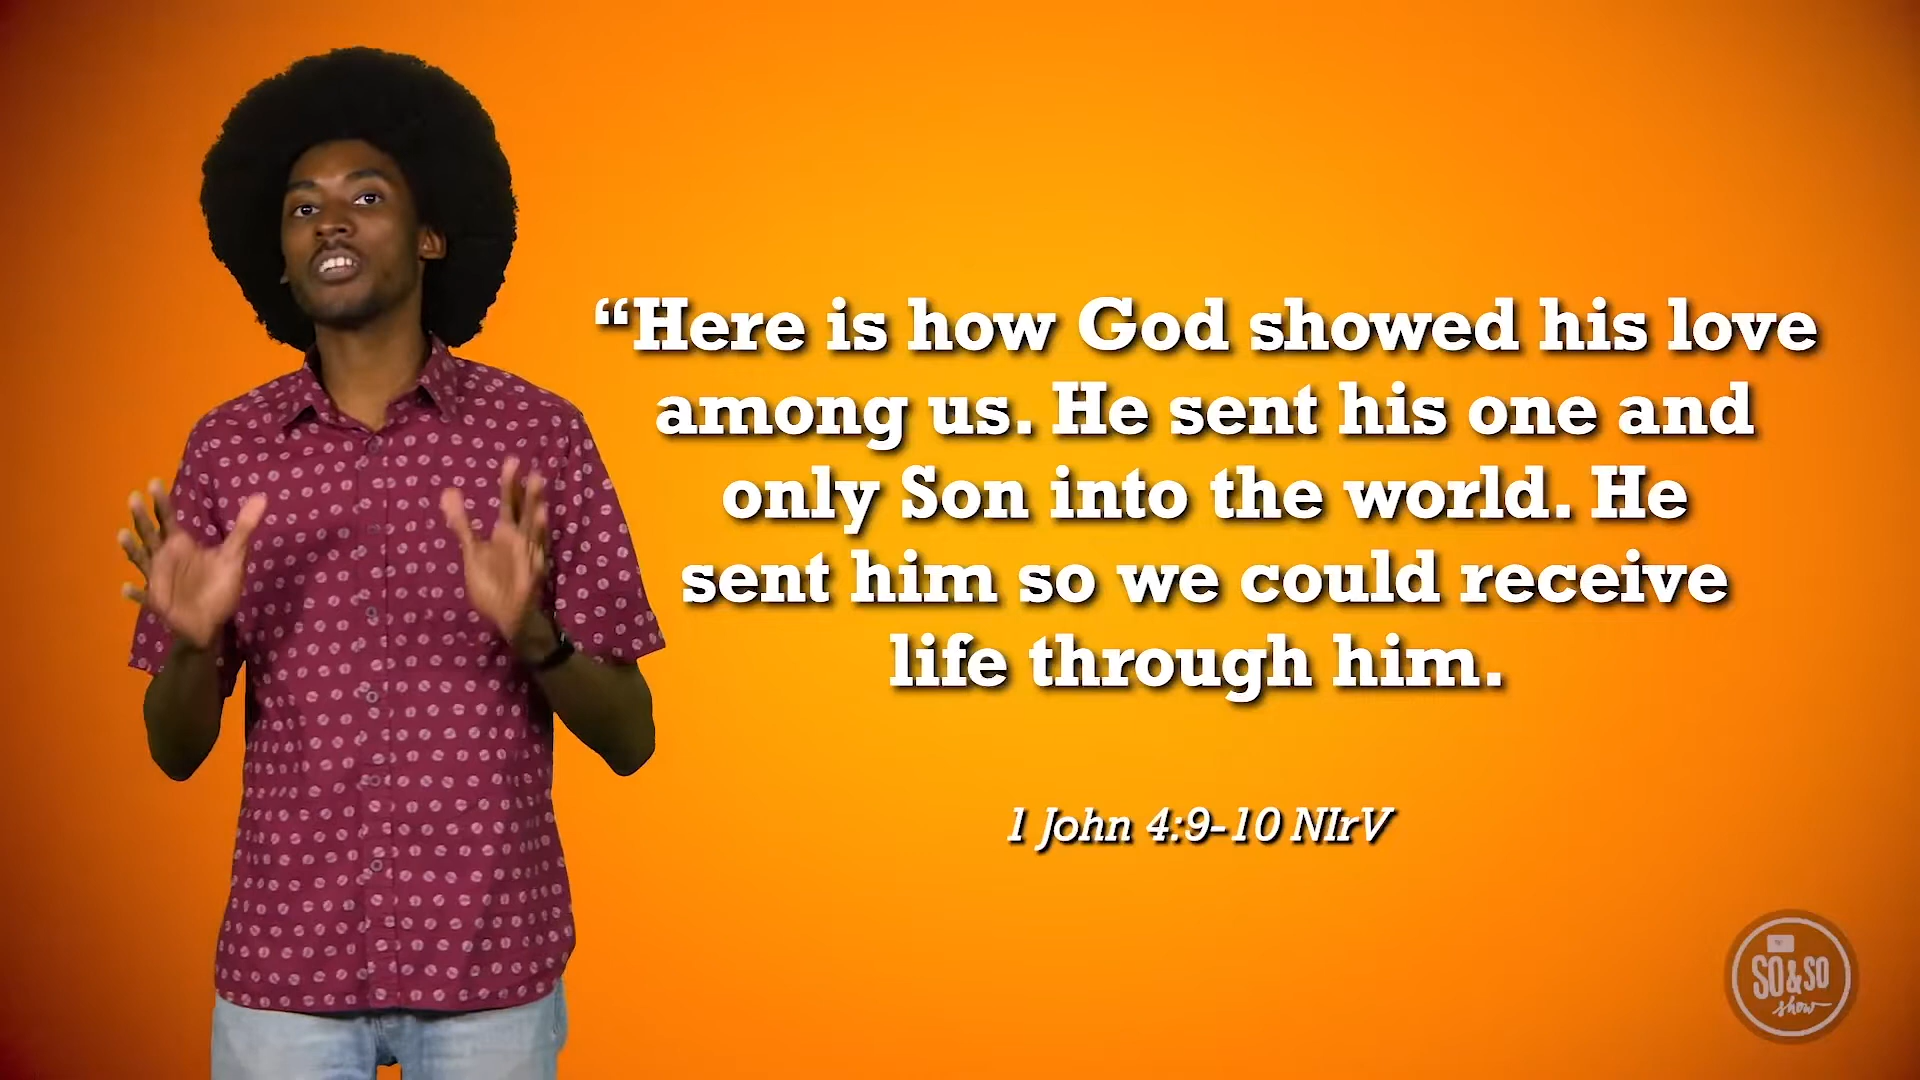 “Here is how God showed his love
among us. He sent his one and
only Son into the world. He
sent him so we could receive
life through him.
1 John 4:9-10 NIrV
SO & SO
show